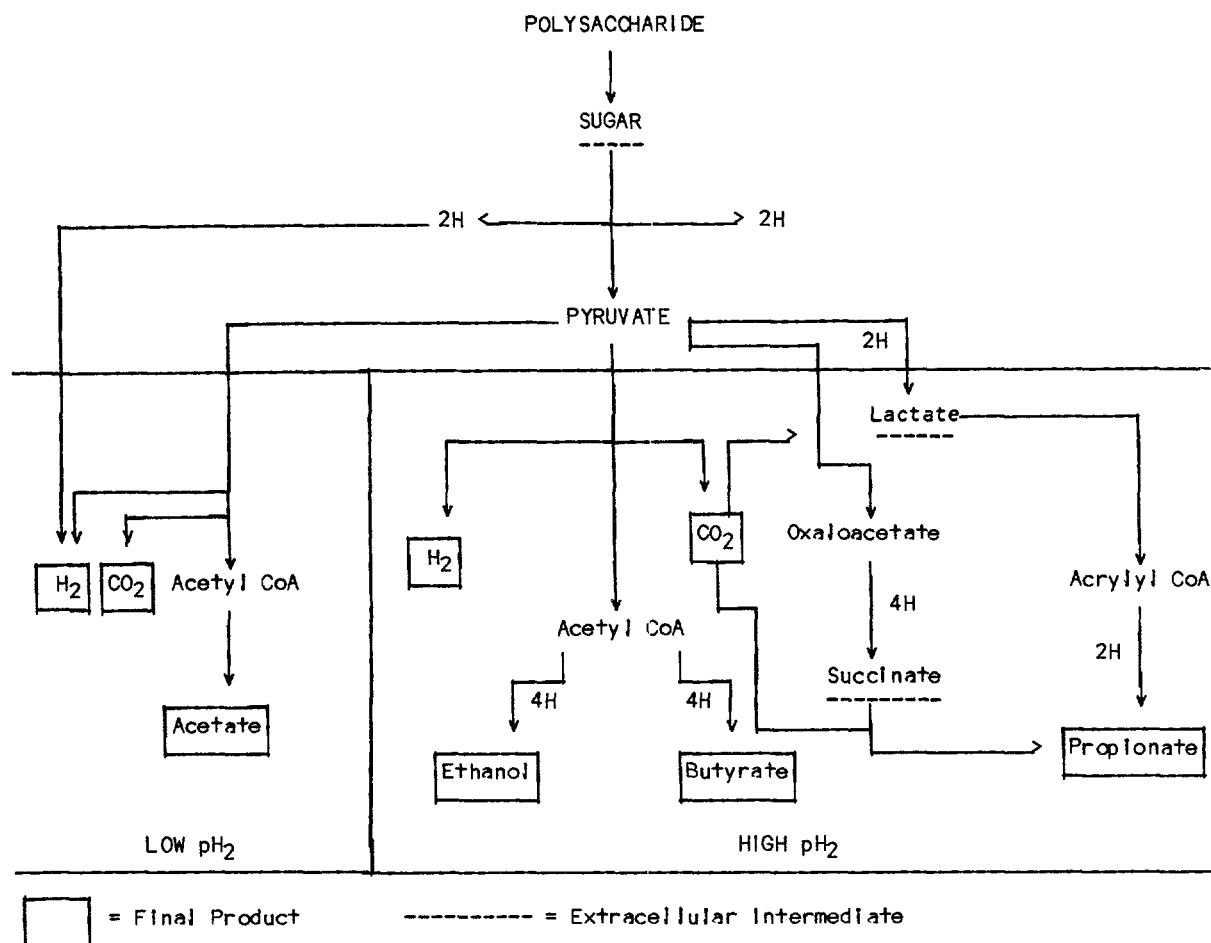 POLYSACCHARIDE
SUGAR
2H
2H
PYRUVATE
2H
Lactate
CO2
Oxaloacetate
H2
H2
CO2
Acetyl CoA
Acrylyl CoA
4H
Acetyl CoA
2H
Succinate
4H
4H
Acetate
Propionate
Ethanol
Butyrate
LOW pH2
HIGH pH2
= Final Product
= Extracellular Intermediate